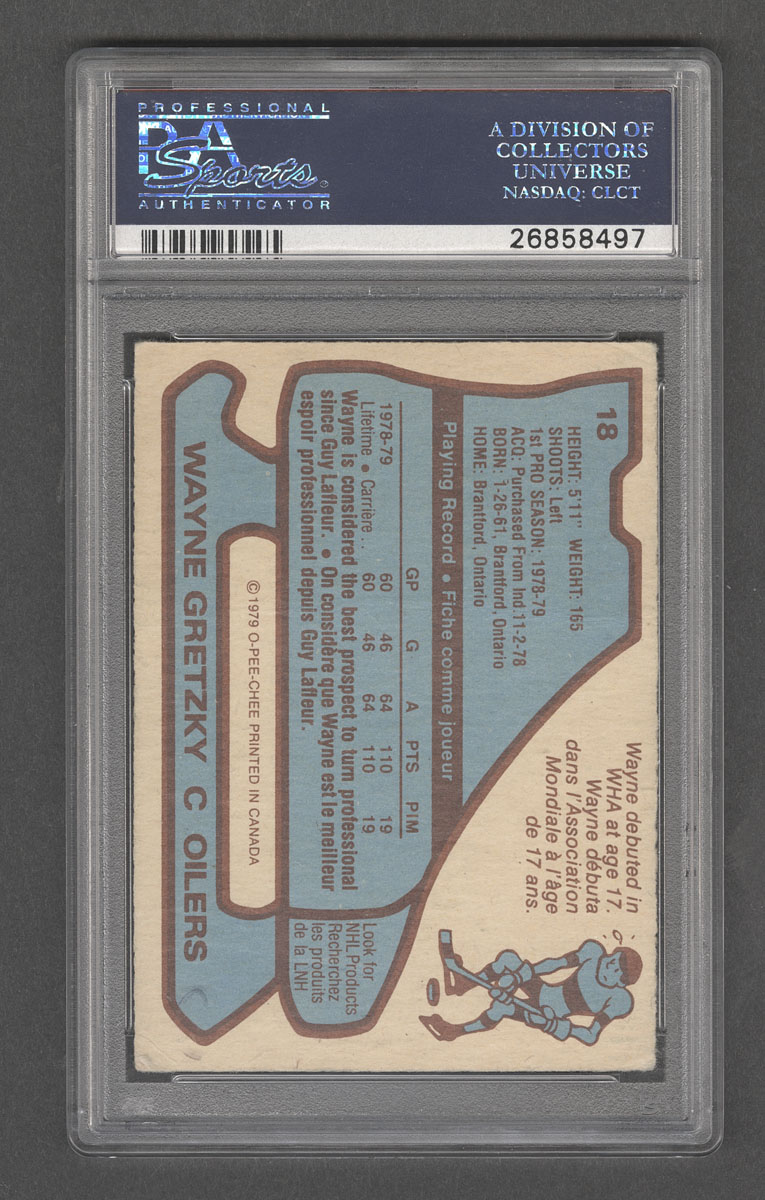 PROFESSIONAL
PSA
Sports
AUTHENTICATOR
A DIVISION OF
COLLECTORS
UNIVERSE
NASDAQ: CLCT
26858497
18
HEIGHT: 5'11" WEIGHT: 165
SHOOTS: Left
1st PRO SEASON: 1978-79
ACQ: Purchased From Ind. 11-2-78
BORN: 1-26-61, Brantford, Ontario
HOME: Brantford, Ontario
Wayne debuted in
WHA at age 17.
Wayne débuta
dans l'Association
Mondiale à l'âge
de 17 ans.
Playing Record • Fiche comme joueur
GP G A PTS PIM
1978-79 60 46 64 110 19
Lifetime • Carrière .. 60 46 64 110 19
Wayne is considered the best prospect to turn professional
since Guy Lafleur. • On considère que Wayne est le meilleur
espoir professionnel depuis Guy Lafleur.
Look for
NHL Products
Recherchez
les produits
de la LNH
©1979 O-PEE-CHEE PRINTED IN CANADA
WAYNE GRETZKY C OILERS